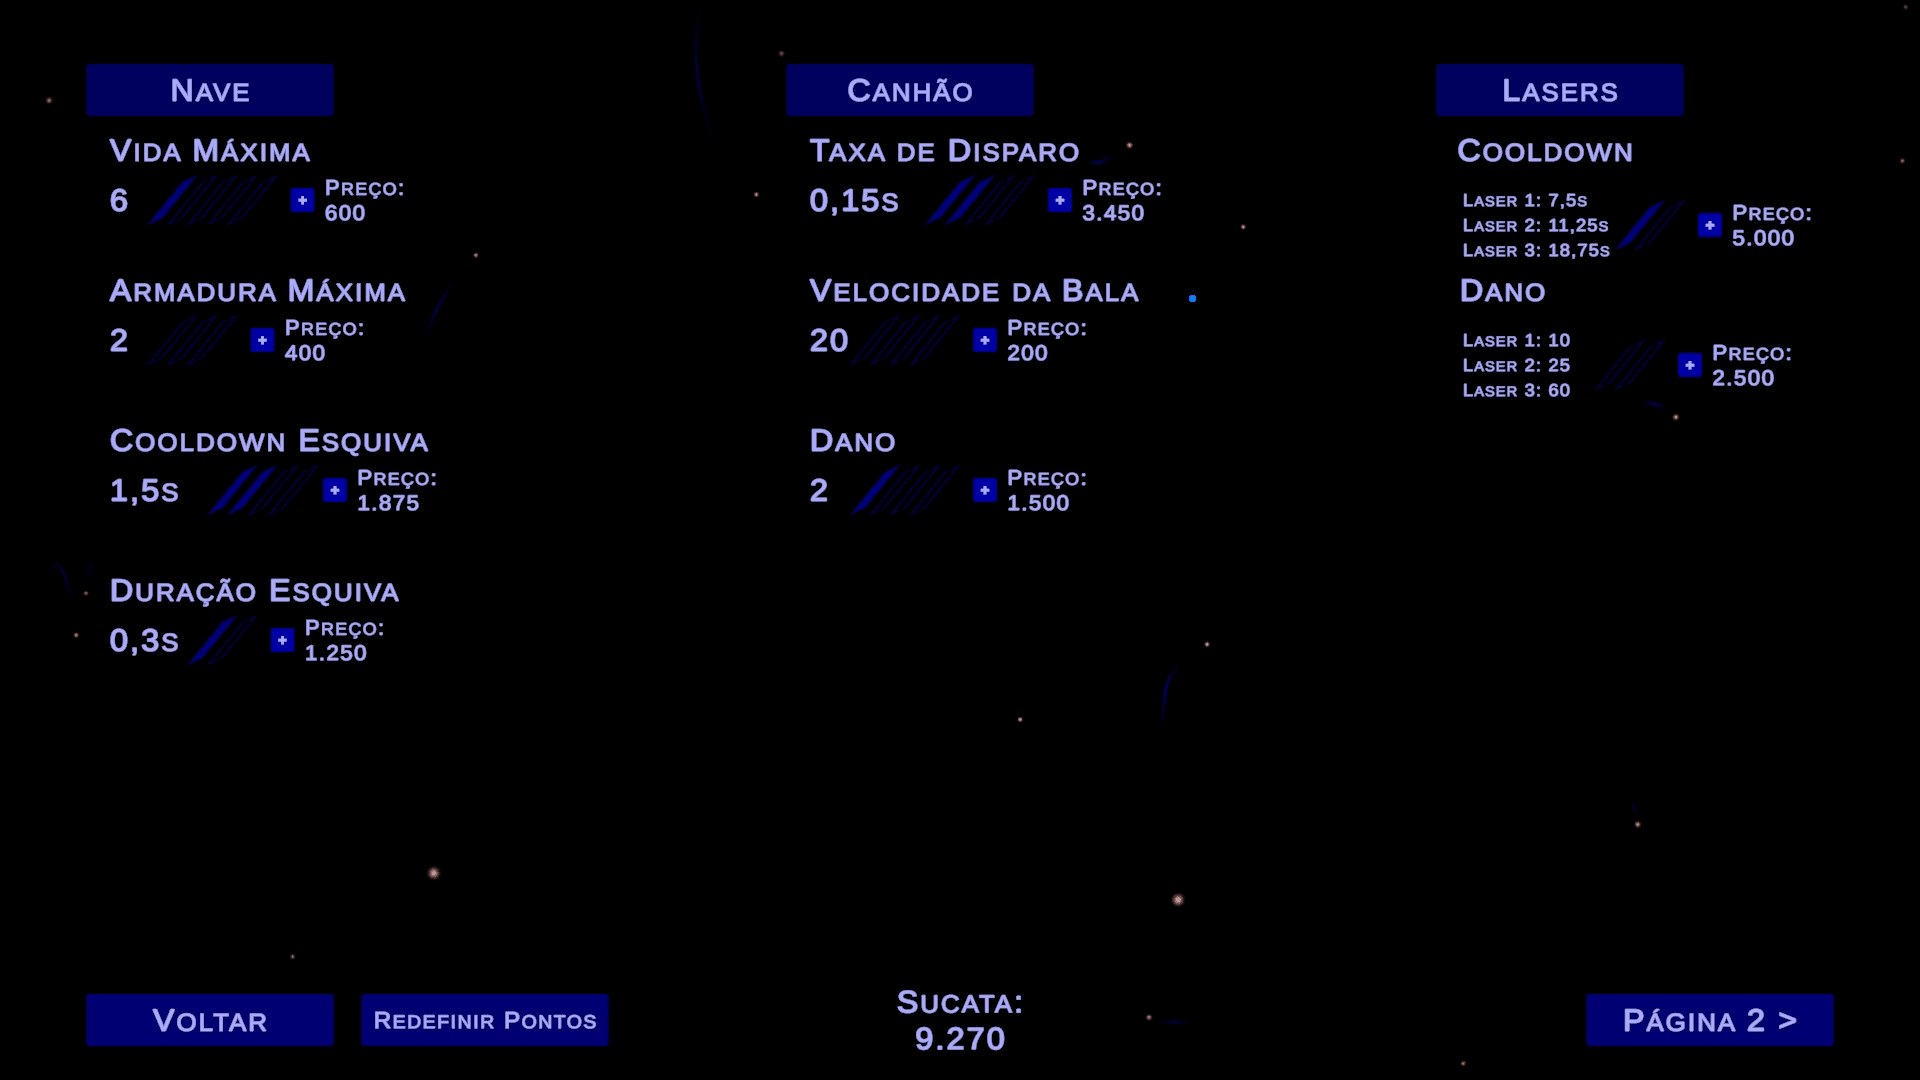 Nave
Vida Máxima
6
Preço:
600
Armadura Máxima
2
Preço:
400
Cooldown Esquiva
1,5s
Preço:
1.875
Duração Esquiva
0,3s
Preço:
1.250
Canhão
Taxa de Disparo
0,15s
Preço:
3.450
Velocidade da Bala
20
Preço:
200
Dano
2
Preço:
1.500
Lasers
Cooldown
Laser 1: 7,5s
Laser 2: 11,25s
Laser 3: 18,75s
Preço:
5.000
Dano
Laser 1: 10
Laser 2: 25
Laser 3: 60
Preço:
2.500
Voltar
Redefinir Pontos
Sucata:
9.270
Página 2 >